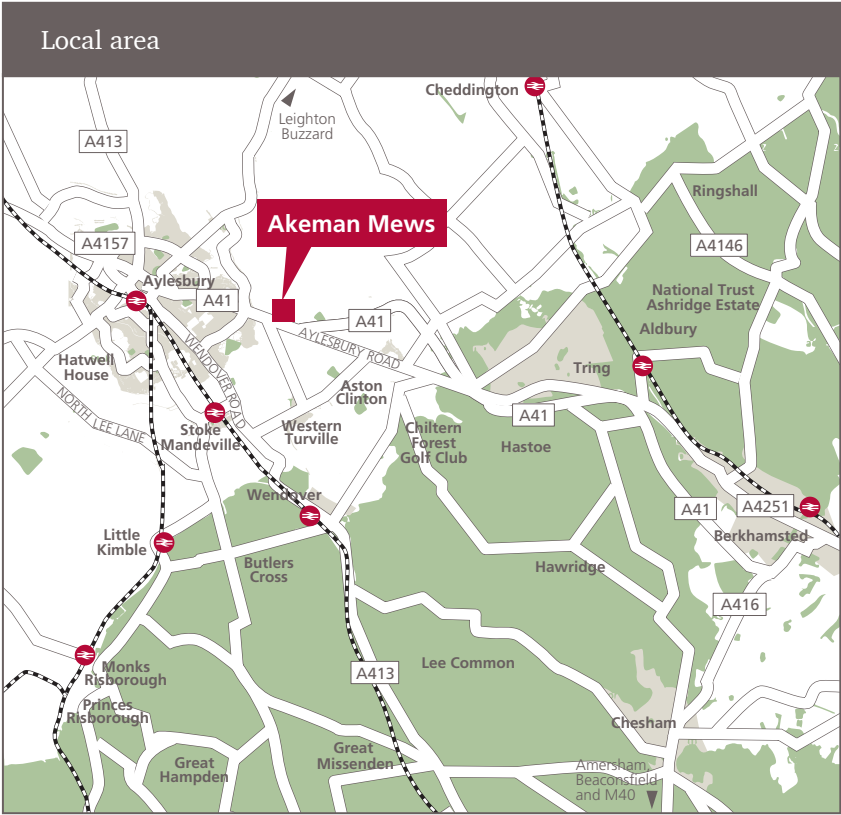 Local area
Cheddington
Leighton
Buzzard
A413
Ringshall
Akeman Mews
A4157
A4146
Aylesbury
A41
National Trust
Ashridge Estate
A41
Aldbury
AYLESBURY ROAD
WENDOVER ROAD
Hatwell
House
Tring
Aston
Clinton
NORTH LEE LANE
A41
Stoke
Mandeville
Western
Turville
Chiltern
Forest
Golf Club
Hastoe
Wendover
A41
A4251
Berkhamsted
Little
Kimble
Butlers
Cross
Hawridge
A416
Monks
Risborough
A413
Lee Common
Princes
Risborough
Chesham
Great
Hampden
Great
Missenden
Amersham,
Beaconsfield
and M40